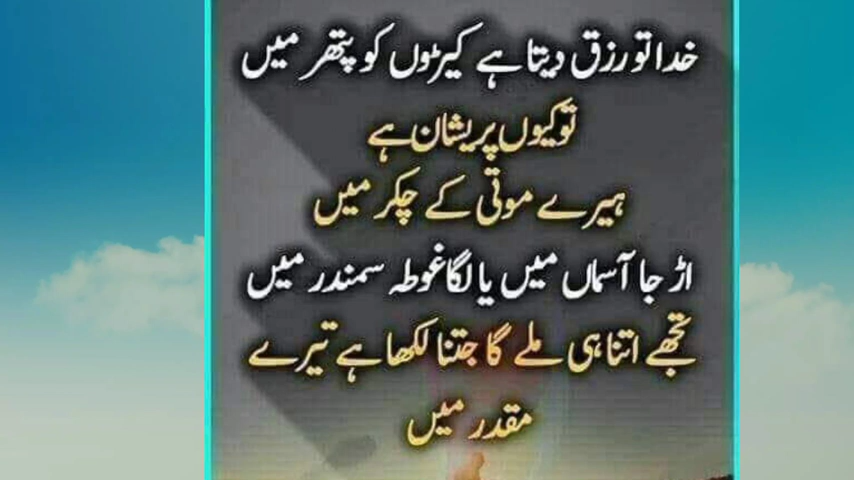 خدا تو رزق دیتا ہے کیڑوں کو پتھر میں
تو کیوں پریشان ہے
ہیرے موتی کے چکر میں
اڑ جا آسماں میں یا لگا غوطہ سمندر میں
تجھے اتنا ہی ملے گا جتنا لکھا ہے تیرے
مقدر میں